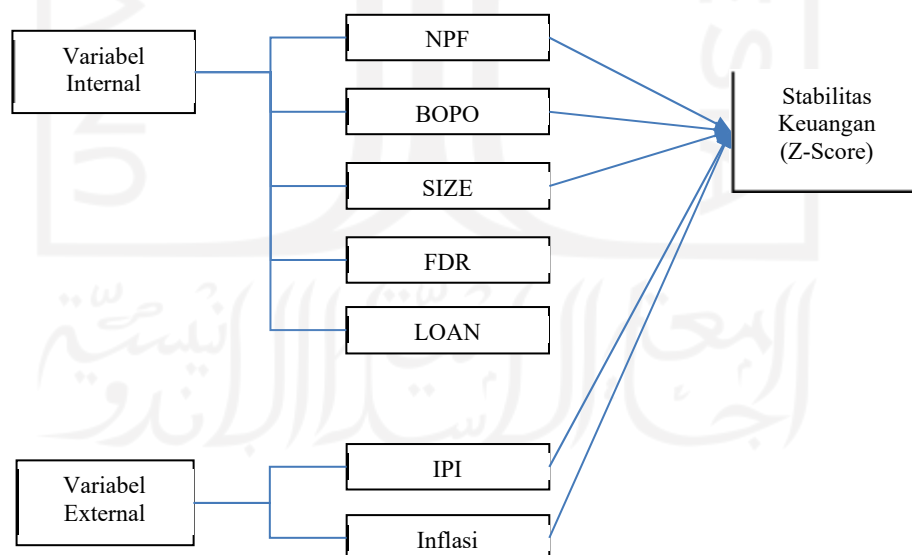 Variabel
Internal
NPF
BOPO
SIZE
FDR
LOAN
Stabilitas
Keuangan
(Z-Score)
Variabel
External
IPI
Inflasi